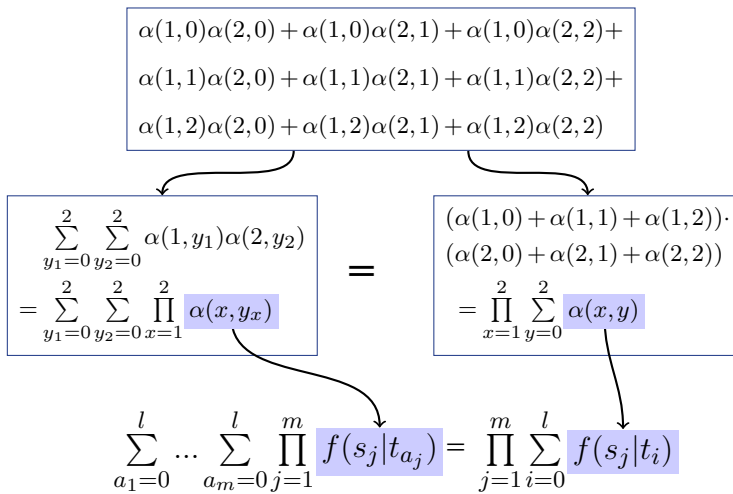 α(1,0)α(2,0)+α(1,0)α(2,1)+α(1,0)α(2,2)+
α(1,1)α(2,0)+α(1,1)α(2,1)+α(1,1)α(2,2)+
α(1,2)α(2,0)+α(1,2)α(2,1)+α(1,2)α(2,2)
∑_{y_1=0}^{2} ∑_{y_2=0}^{2} α(1,y_1)α(2,y_2)
= ∑_{y_1=0}^{2} ∑_{y_2=0}^{2} ∏_{x=1}^{2} α(x,y_x)
=
(α(1,0)+α(1,1)+α(1,2))·
(α(2,0)+α(2,1)+α(2,2))
= ∏_{x=1}^{2} ∑_{y=0}^{2} α(x,y)
∑_{a_1=0}^{l} ... ∑_{a_m=0}^{l} ∏_{j=1}^{m} f(s_j|t_{a_j}) = ∏_{j=1}^{m} ∑_{i=0}^{l} f(s_j|t_i)